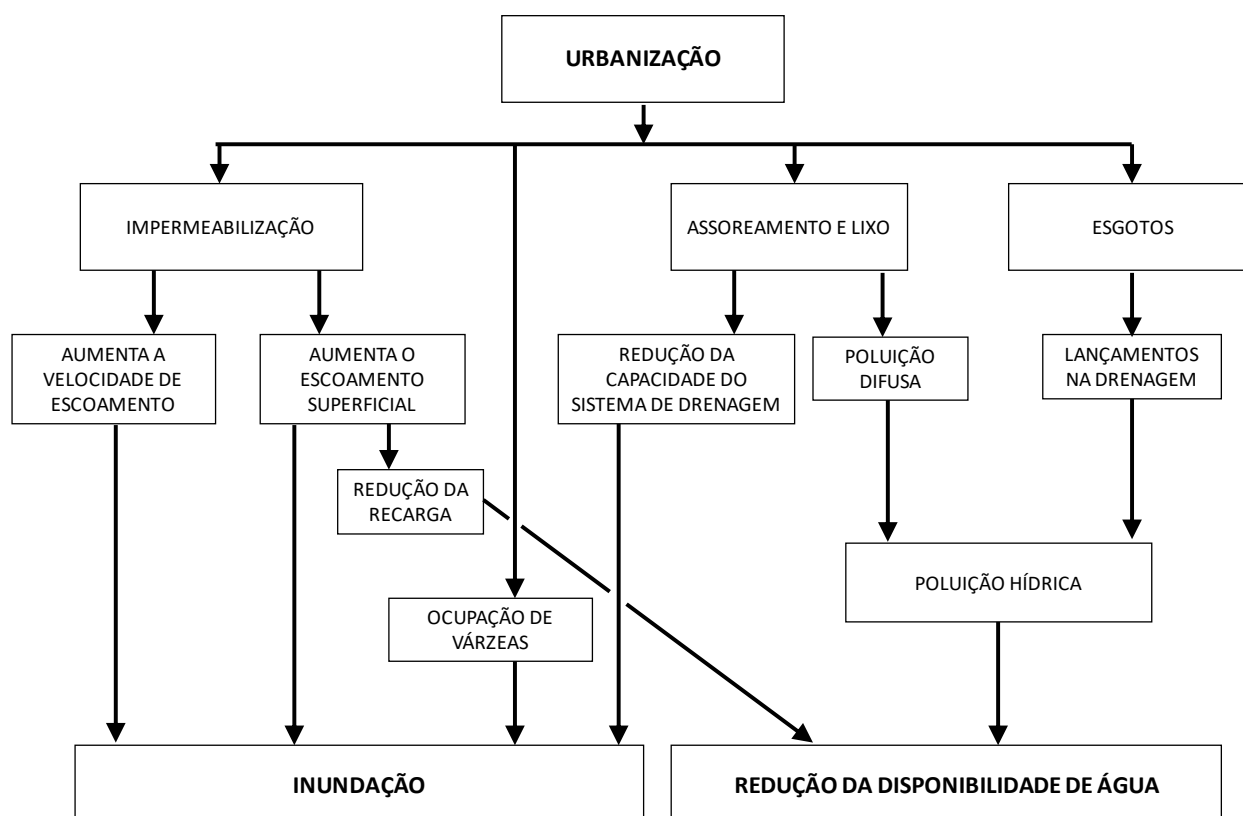 URBANIZAÇÃO
IMPERMEABILIZAÇÃO
ASSOREAMENTO E LIXO
ESGOTOS
AUMENTA A
VELOCIDADE DE
ESCOAMENTO
AUMENTA O
ESCOAMENTO
SUPERFICIAL
REDUÇÃO DA
CAPACIDADE DO
SISTEMA DE DRENAGEM
POLUIÇÃO
DIFUSA
LANÇAMENTOS
NA DRENAGEM
REDUÇÃO DA
RECARGA
POLUIÇÃO HÍDRICA
OCUPAÇÃO DE
VÁRZEAS
INUNDAÇÃO
REDUÇÃO DA DISPONIBILIDADE DE ÁGUA